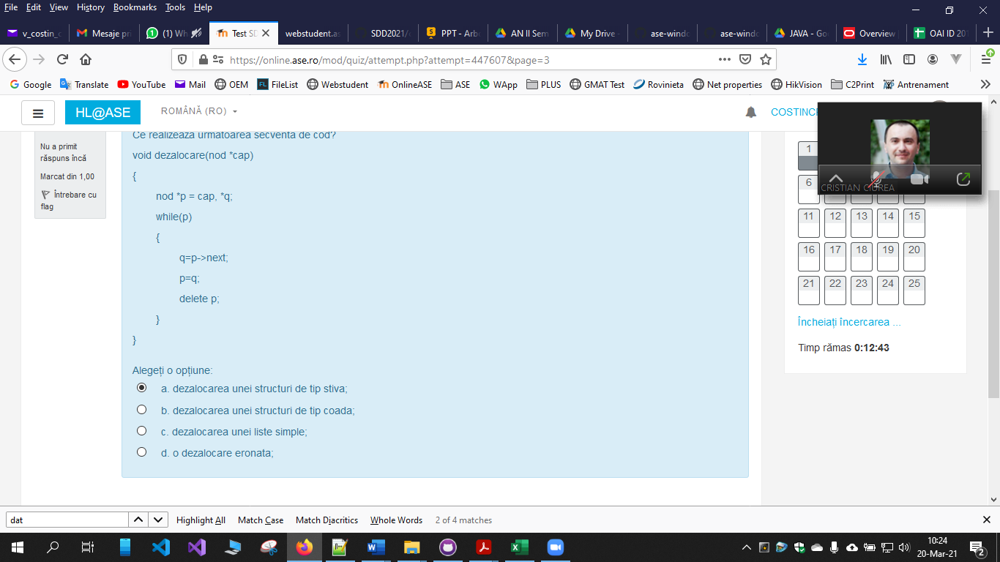 File Edit View History Bookmarks Tools Help
v_costin_c Mesaje pri (1) Wh Test SD webstudent.as SDD2021/ PPT - Arb AN II Sem My Drive - ase-windo ase-windo JAVA - Go Overview OAI ID 201
https://online.ase.ro/mod/quiz/attempt.php?attempt=447607&page=3
Google Translate YouTube Mail OEM FileList Webstudent OnlineASE ASE WApp PLUS GMAT Test Rovinieta Net properties HikVision C2Print Antrenament
HL@ASE ROMÂNĂ (RO) COSTINC
Nu a primit
răspuns încă
Marcat din 1,00
Întrebare cu
flag
Ce realizeaza urmatoarea secventa de cod?
void dezalocare(nod *cap)
{
nod *p = cap, *q;
while(p)
{
q=p->next;
p=q;
delete p;
}
}
Alegeți o opțiune:
a. dezalocarea unei structuri de tip stiva;
b. dezalocarea unei structuri de tip coada;
c. dezalocarea unei liste simple;
d. o dezalocare eronata;
1
CRISTIAN CIUREA
6
11 12 13 14 15
16 17 18 19 20
21 22 23 24 25
Încheiați încercarea ...
Timp rămas 0:12:43
dat Highlight All Match Case Match Diacritics Whole Words 2 of 4 matches
10:24
20-Mar-21
2